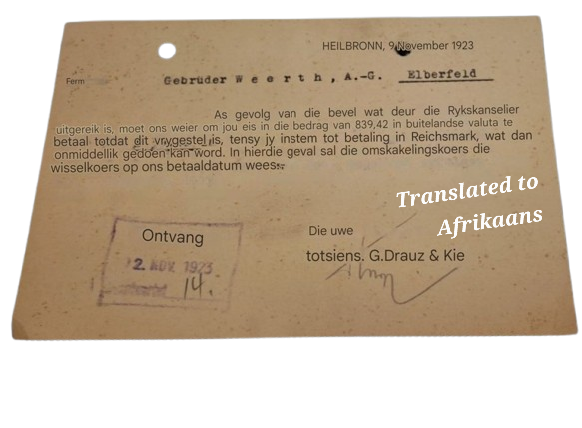 HEILBRONN, 9 November 1923
Ferm
Gebrüder Weerth, A.-G. Elberfeld
As gevolg van die bevel wat deur die Rykskanselier
uitgereik is, moet ons weier om jou eis in die bedrag van 839,42 in buitelandse valuta te
betaal totdat dit vrygestel is, tensy jy instem tot betaling in Reichsmark, wat dan
onmiddellik gedoen kan word. In hierdie geval sal die omskakelingskoers die
wisselkoers op ons betaaldatum wees.
Translated to
Afrikaans
Die uwe
totsiens. G.Drauz & Kie
Ontvang
12. NOV. 1923
14.